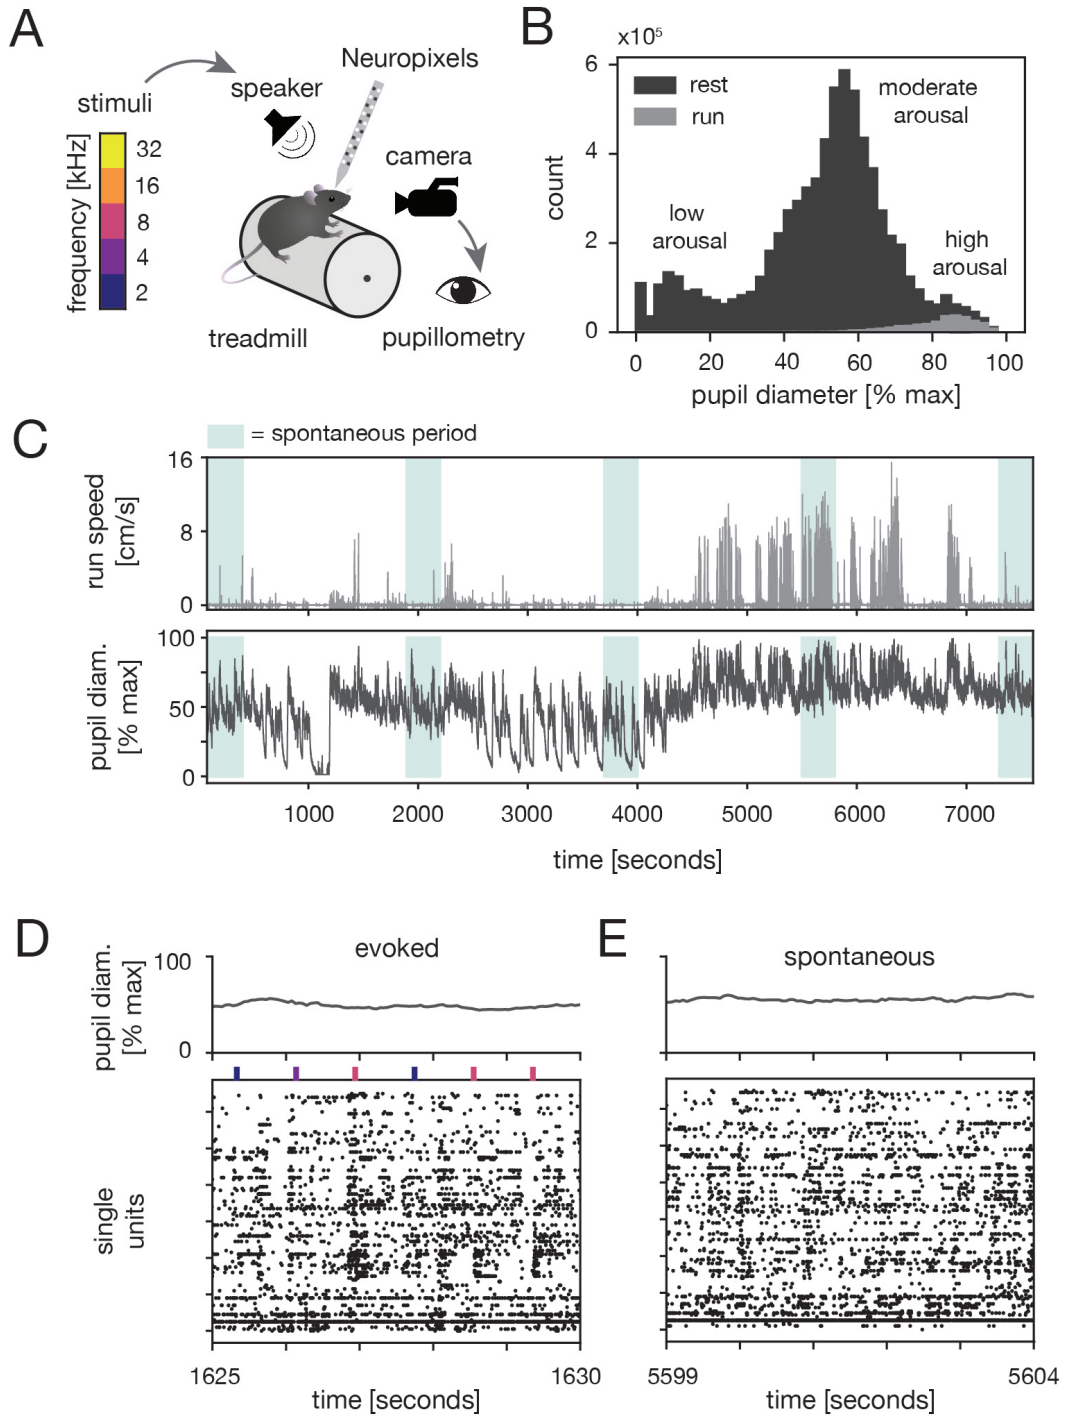 A
stimuli
frequency [kHz]
32
16
8
4
2
speaker
Neuropixels
camera
treadmill
pupillometry
B
x10⁵
6
4
2
0
count
rest
run
low
arousal
moderate
arousal
high
arousal
0 20 40 60 80 100
pupil diameter [% max]
C
= spontaneous period
run speed
[cm/s]
16
8
0
pupil diam.
[% max]
100
50
0
1000 2000 3000 4000 5000 6000 7000
time [seconds]
D
evoked
pupil diam.
[% max]
100
0
single
units
1625 1630
time [seconds]
E
spontaneous
5599 5604
time [seconds]